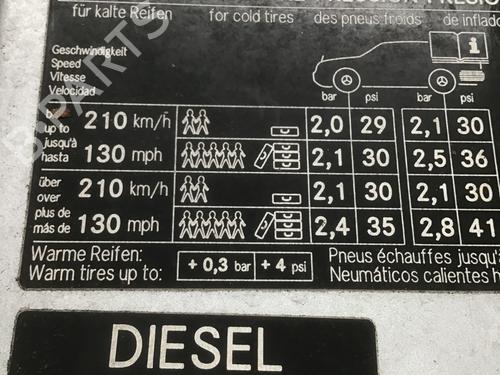 für kalte Reifen for cold tires des pneus froids de inflado
Geschwindigkeit
Speed
Vitesse
Velocidad
bar psi bar psi
bis
up to 210 km/h 2,0 29 2,1 30
jusqu'à
hasta 130 mph 2,1 30 2,5 36
über
over 210 km/h 2,1 30 2,1 30
plus de
más de 130 mph 2,4 35 2,8 41
Warme Reifen: Pneus échauffes jusqu'à
Warm tires up to: + 0,3 bar + 4 psi Neumáticos calientes h
DIESEL